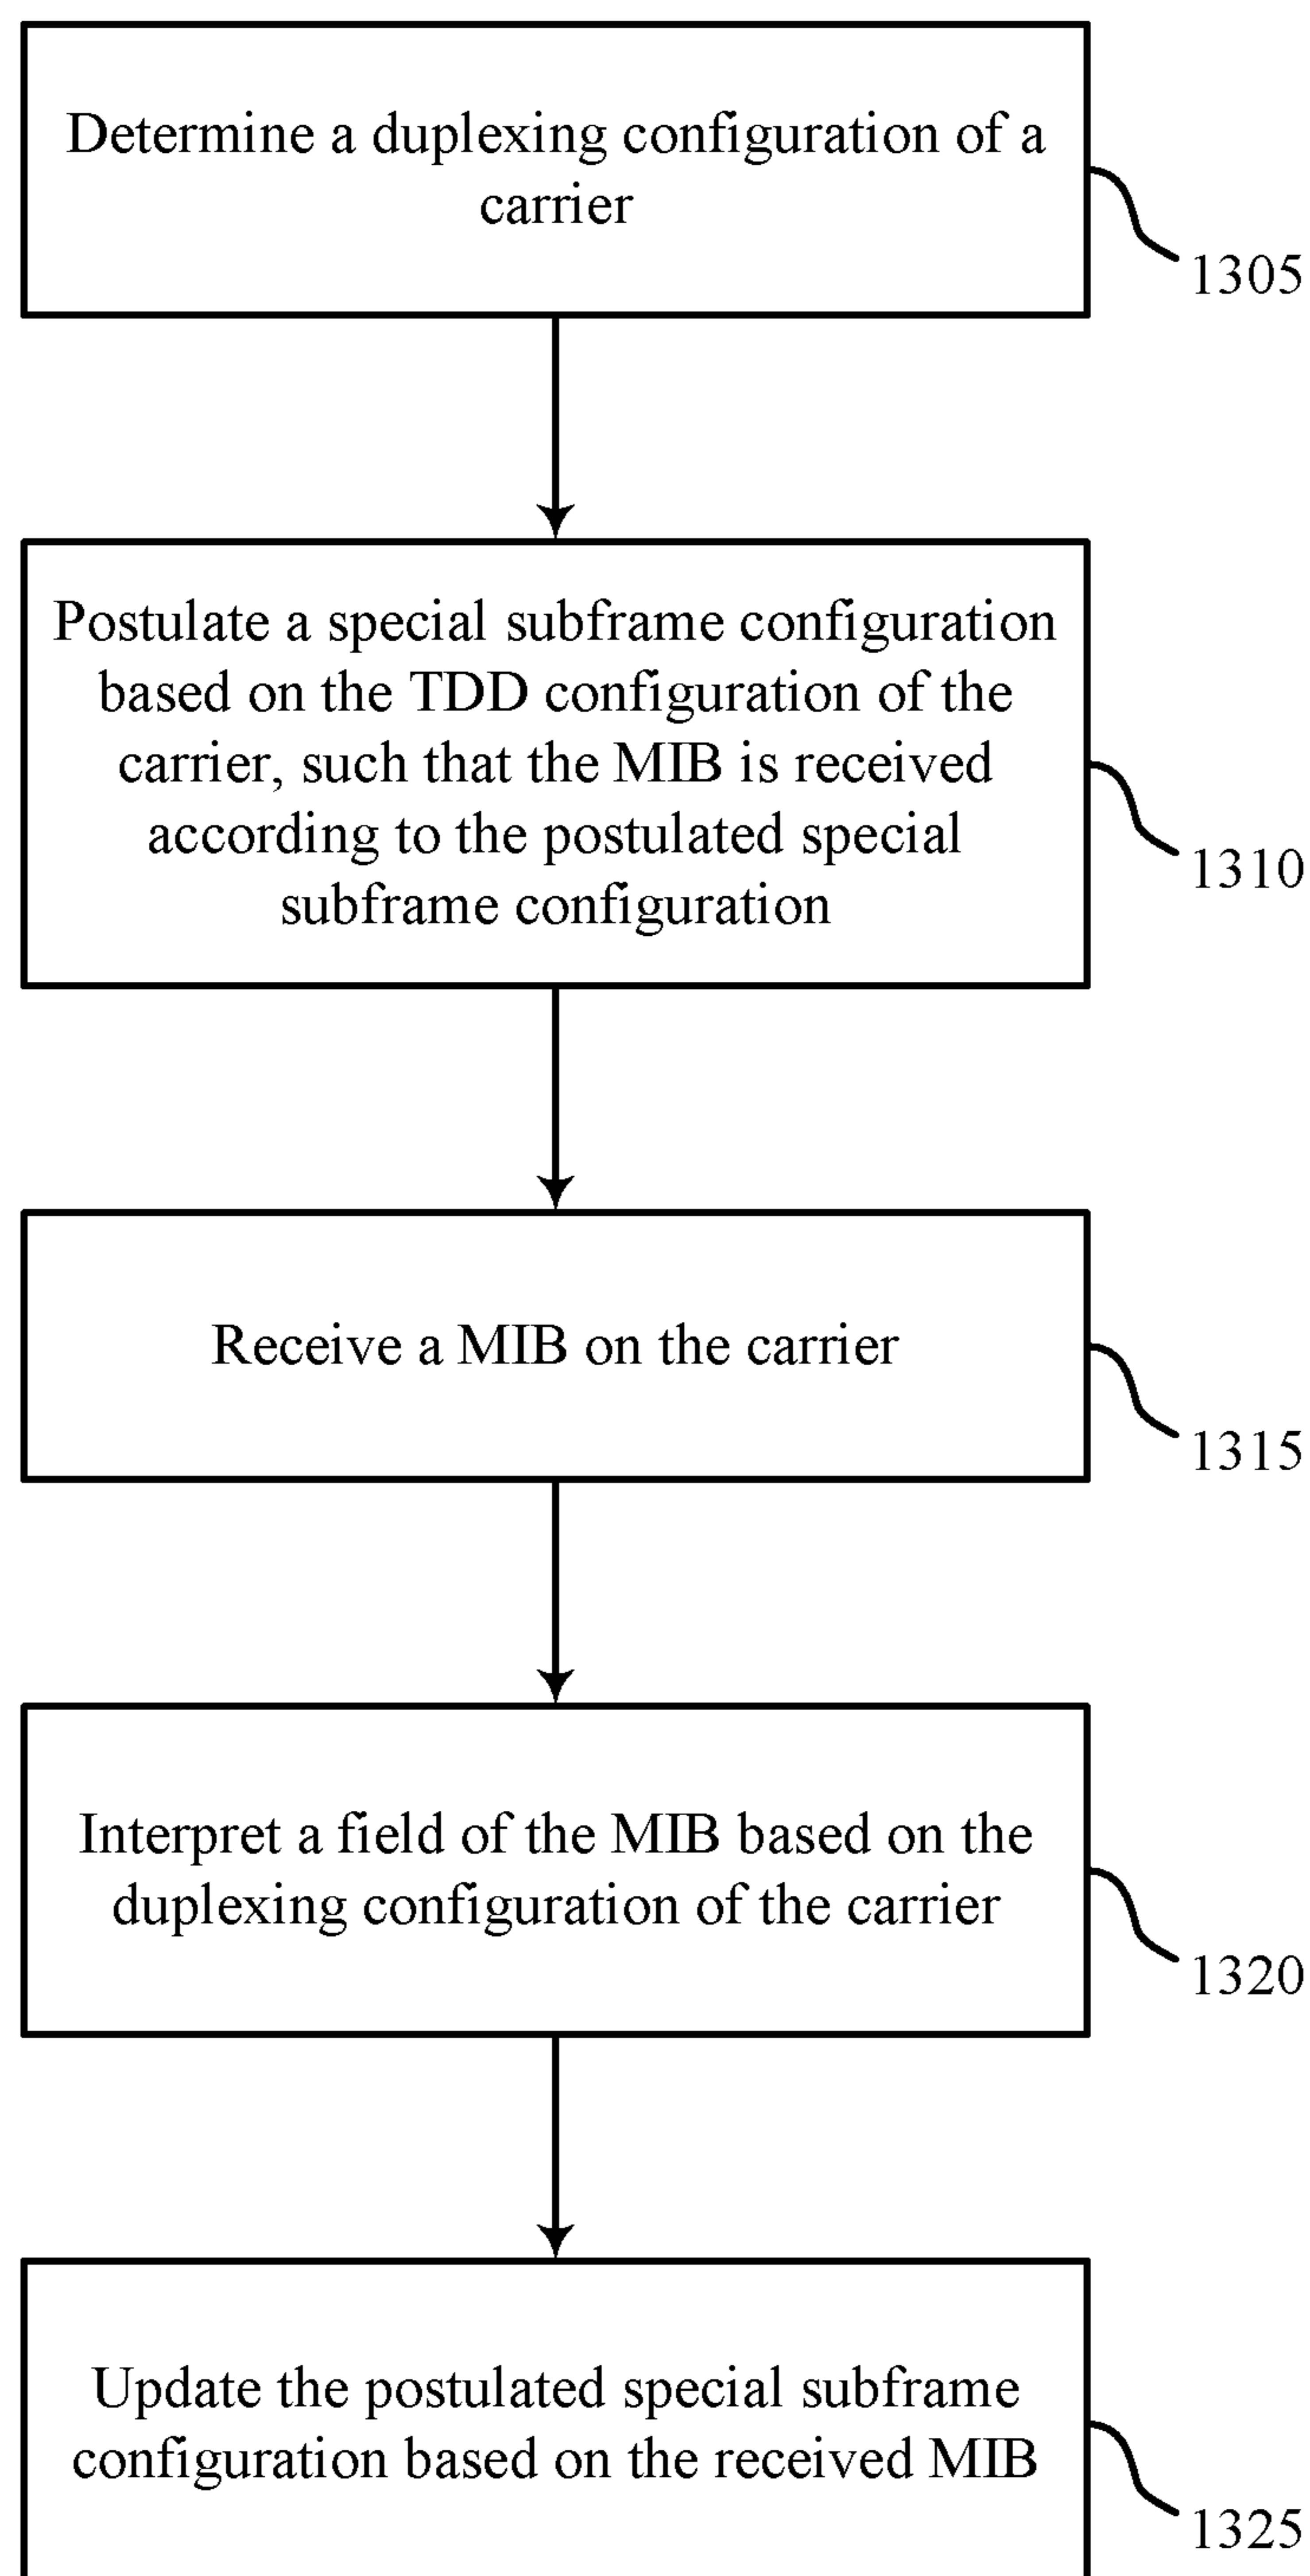 Determine a duplexing configuration of a
carrier
1305
Postulate a special subframe configuration
based on the TDD configuration of the
carrier, such that the MIB is received
according to the postulated special
subframe configuration
1310
Receive a MIB on the carrier
1315
Interpret a field of the MIB based on the
duplexing configuration of the carrier
1320
Update the postulated special subframe
configuration based on the received MIB
1325